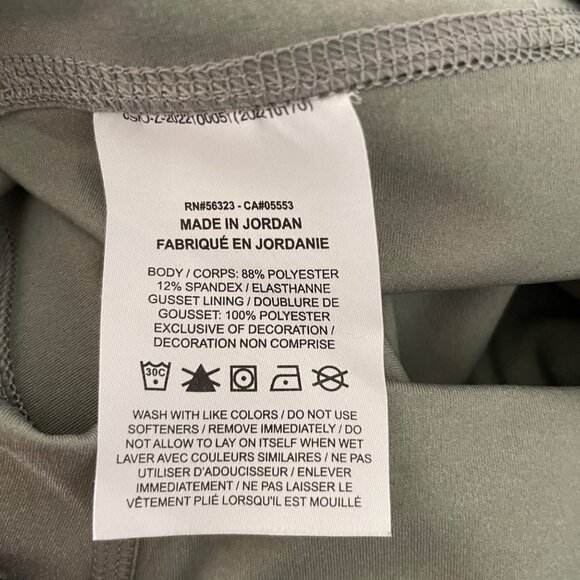 RN#56323 - CA#05553
MADE IN JORDAN
FABRIQUÉ EN JORDANIE
BODY / CORPS: 88% POLYESTER
12% SPANDEX / ELASTHANNE
GUSSET LINING / DOUBLURE DE
GOUSSET: 100% POLYESTER
EXCLUSIVE OF DECORATION /
DECORATION NON COMPRISE
30C
WASH WITH LIKE COLORS / DO NOT USE
SOFTENERS / REMOVE IMMEDIATELY / DO
NOT ALLOW TO LAY ON ITSELF WHEN WET
LAVER AVEC COULEURS SIMILAIRES / NE PAS
UTILISER D'ADOUCISSEUR / ENLEVER
IMMEDIATEMENT / NE PAS LAISSER LE
VÊTEMENT PLIÉ LORSQU'IL EST MOUILLÉ